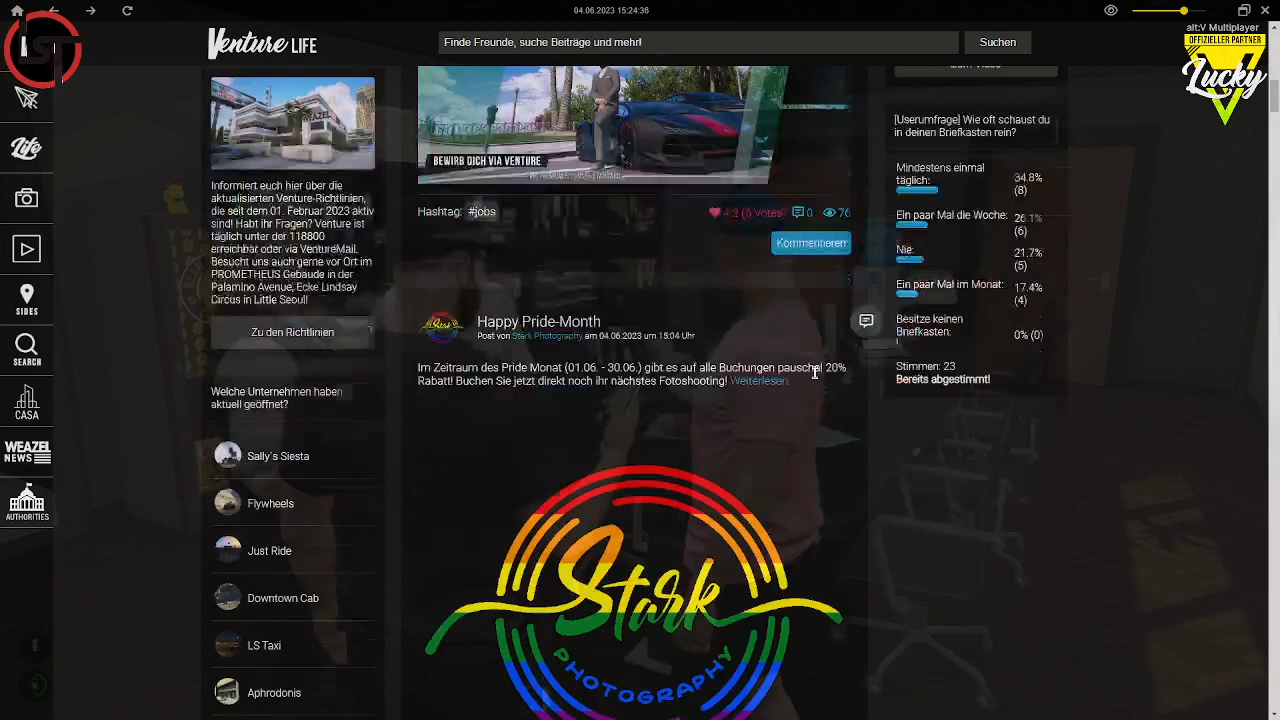 04.06.2023 15:24:36
alt:V Multiplayer
OFFIZIELLER PARTNER
Lucky V
LST
Venture LIFE
Finde Freunde, suche Beiträge und mehr!
Suchen
Life
SIDES
SEARCH
CASA
WEAZEL NEWS
AUTHORITIES
WEAZEL
Informiert euch hier über die
aktualisierten Venture-Richtlinien,
die seit dem 01. Februar 2023 aktiv
sind! Habt ihr Fragen? Venture ist
täglich unter der 118800
erreichbar oder via VentureMail.
Besucht uns auch gerne vor Ort im
PROMETHEUS Gebäude in der
Palamino Avenue, Ecke Lindsay
Circus in Little Seoul!
Zu den Richtlinien
Welche Unternehmen haben
aktuell geöffnet?
Sally's Siesta
Flywheels
Just Ride
Downtown Cab
LS Taxi
Aphrodonis
BEWIRB DICH VIA VENTURE
Hashtag: #jobs
4.2 (6 Votes)
0
76
Kommentieren
Happy Pride-Month
Post von Stark Photography am 04.06.2023 um 15:04 Uhr
Im Zeitraum des Pride Monat (01.06. - 30.06.) gibt es auf alle Buchungen pauschal 20%
Rabatt! Buchen Sie jetzt direkt noch ihr nächstes Fotoshooting! Weiterlesen.
Stark
PHOTOGRAPHY
[Userumfrage] Wie oft schaust du
in deinen Briefkasten rein?
Mindestens einmal
täglich:
34.8%
(8)
Ein paar Mal die Woche:
26.1%
(6)
Nie:
21.7%
(5)
Ein paar Mal im Monat:
17.4%
(4)
Besitze keinen
Briefkasten:
0% (0)
Stimmen: 23
Bereits abgestimmt!